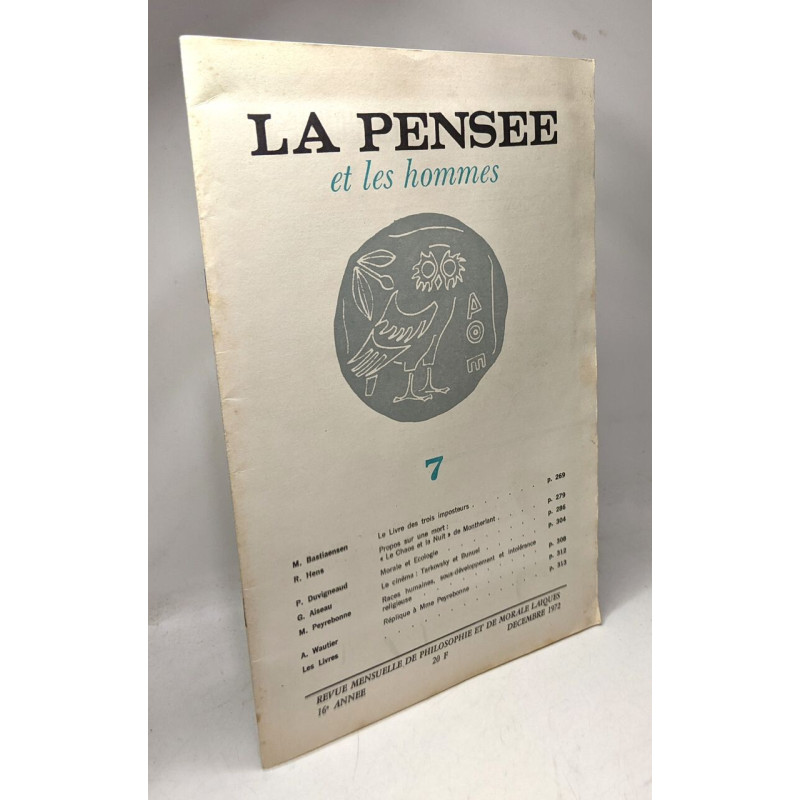 LA PENSEE
et les hommes
ΑΘΕ
7
M. Bastiaensen Le Livre des trois imposteurs . . . . . . . p. 269
R. Hens Propos sur une mort :
« Le Chaos et la Nuit » de Montherlant . . . . p. 279
P. Duvigneaud Morale et Ecologie . . . . . . . p. 286
G. Alseau Le cinéma : Tarkovsky et Bunuel . . . . . p. 304
M. Peyrebonne Races humaines, sous-développement et intolérance
religieuse . . . . . . . p. 308
A. Wautier Réplique à Mme Peyrebonne . . . . . . p. 312
Les Livres . . . . . . . p. 313
REVUE MENSUELLE DE PHILOSOPHIE ET DE MORALE LAIQUES
16e ANNEE 20 F DECEMBRE 1972